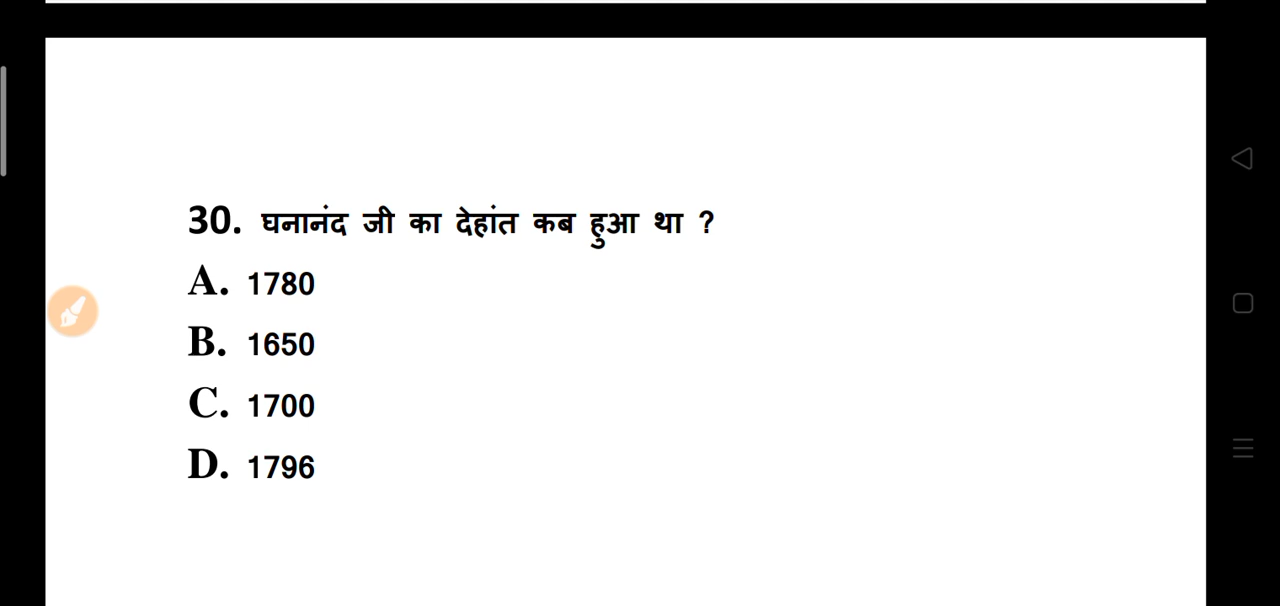 30. घनानंद जी का देहांत कब हुआ था ?
A. 1780
B. 1650
C. 1700
D. 1796